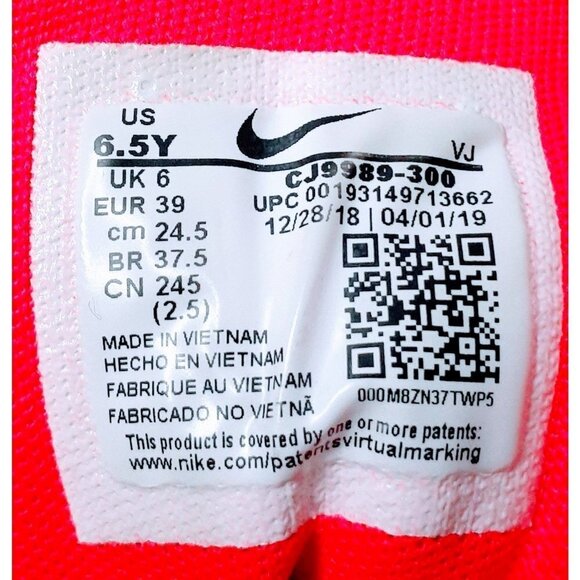 US
6.5Y
UK 6
EUR 39
cm 24.5
BR 37.5
CN 245
(2.5)
VJ
CJ9989-300
UPC 00193149713662
12/28/18 | 04/01/19
000M8ZN37TWP5
MADE IN VIETNAM
HECHO EN VIETNAM
FABRIQUE AU VIETNAM
FABRICADO NO VIETNÃ
This product is covered by one or more patents:
www.nike.com/patentsvirtualmarking